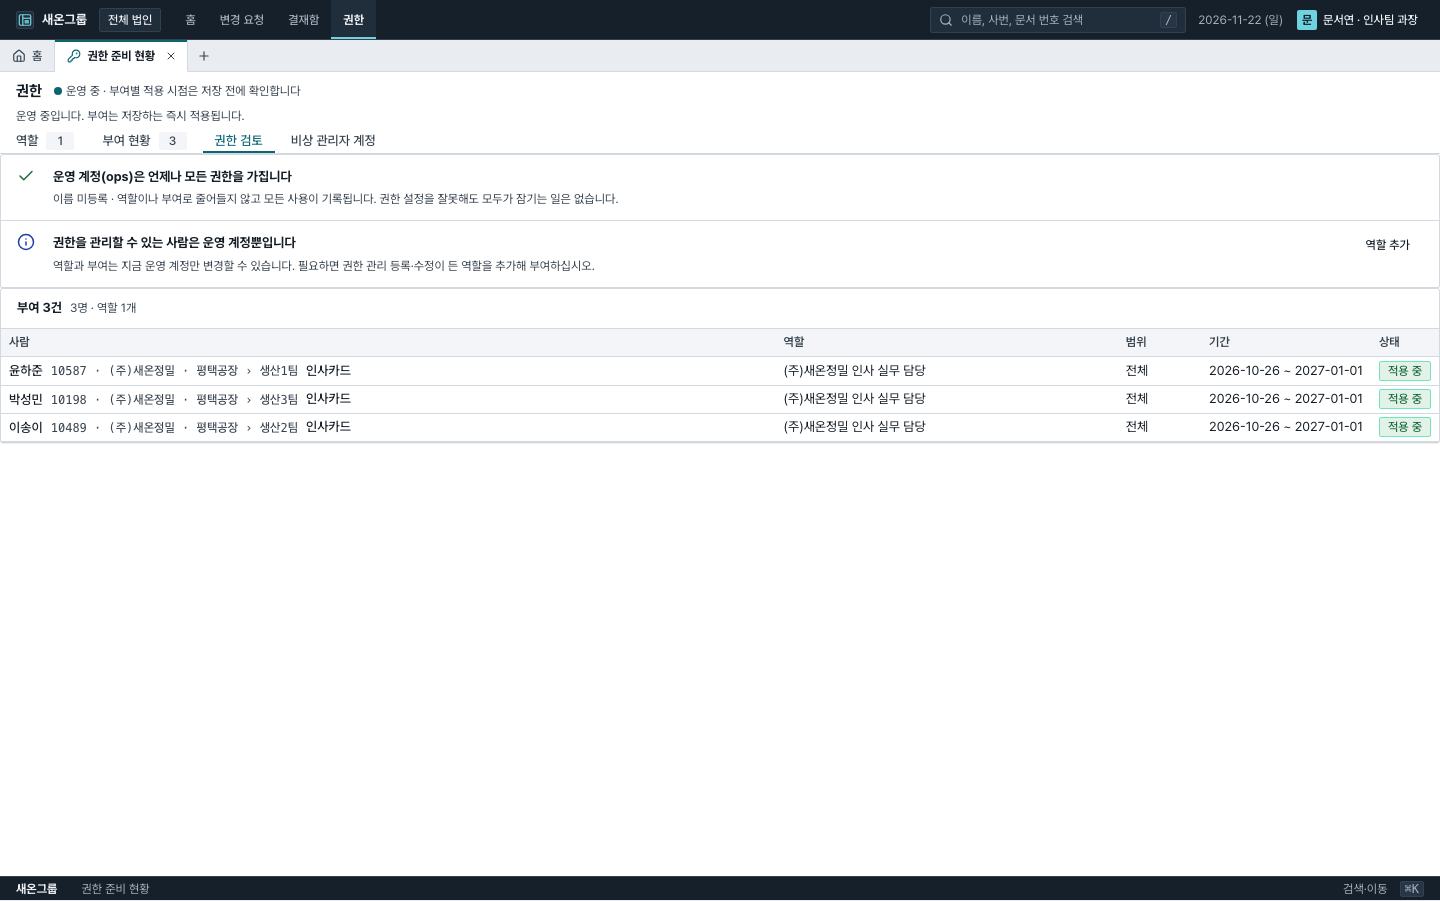 새온그룹 전체 법인 홈 변경 요청 결재함 권한 이름, 사번, 문서 번호 검색 / 2026-11-22 (일) 문 문서연 · 인사팀 과장
홈 권한 준비 현황
권한 운영 중 · 부여별 적용 시점은 저장 전에 확인합니다
운영 중입니다. 부여는 저장하는 즉시 적용됩니다.
역할 1 부여 현황 3 권한 검토 비상 관리자 계정
운영 계정(ops)은 언제나 모든 권한을 가집니다
이름 미등록 · 역할이나 부여로 줄어들지 않고 모든 사용이 기록됩니다. 권한 설정을 잘못해도 모두가 잠기는 일은 없습니다.
권한을 관리할 수 있는 사람은 운영 계정뿐입니다 역할 추가
역할과 부여는 지금 운영 계정만 변경할 수 있습니다. 필요하면 권한 관리 등록·수정이 든 역할을 추가해 부여하십시오.
부여 3건 3명 · 역할 1개
사람 역할 범위 기간 상태
윤하준 10587 · (주)새온정밀 · 평택공장 › 생산1팀 인사카드 (주)새온정밀 인사 실무 담당 전체 2026-10-26 ~ 2027-01-01 적용 중
박성민 10198 · (주)새온정밀 · 평택공장 › 생산3팀 인사카드 (주)새온정밀 인사 실무 담당 전체 2026-10-26 ~ 2027-01-01 적용 중
이송이 10489 · (주)새온정밀 · 평택공장 › 생산2팀 인사카드 (주)새온정밀 인사 실무 담당 전체 2026-10-26 ~ 2027-01-01 적용 중
새온그룹 권한 준비 현황 검색·이동 ⌘K